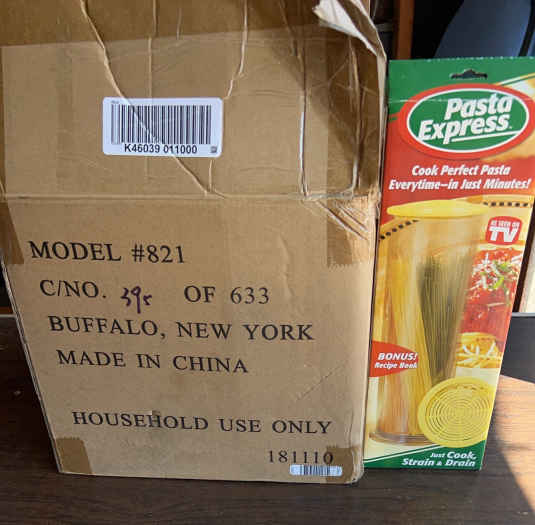 K46039 011000
MODEL #821
C/NO. 395 OF 633
BUFFALO, NEW YORK
MADE IN CHINA
HOUSEHOLD USE ONLY
181110
Pasta
Express
Cook Perfect Pasta
Everytime–in Just Minutes!
AS SEEN ON
TV
BONUS!
Recipe Book
Just Cook,
Strain & Drain